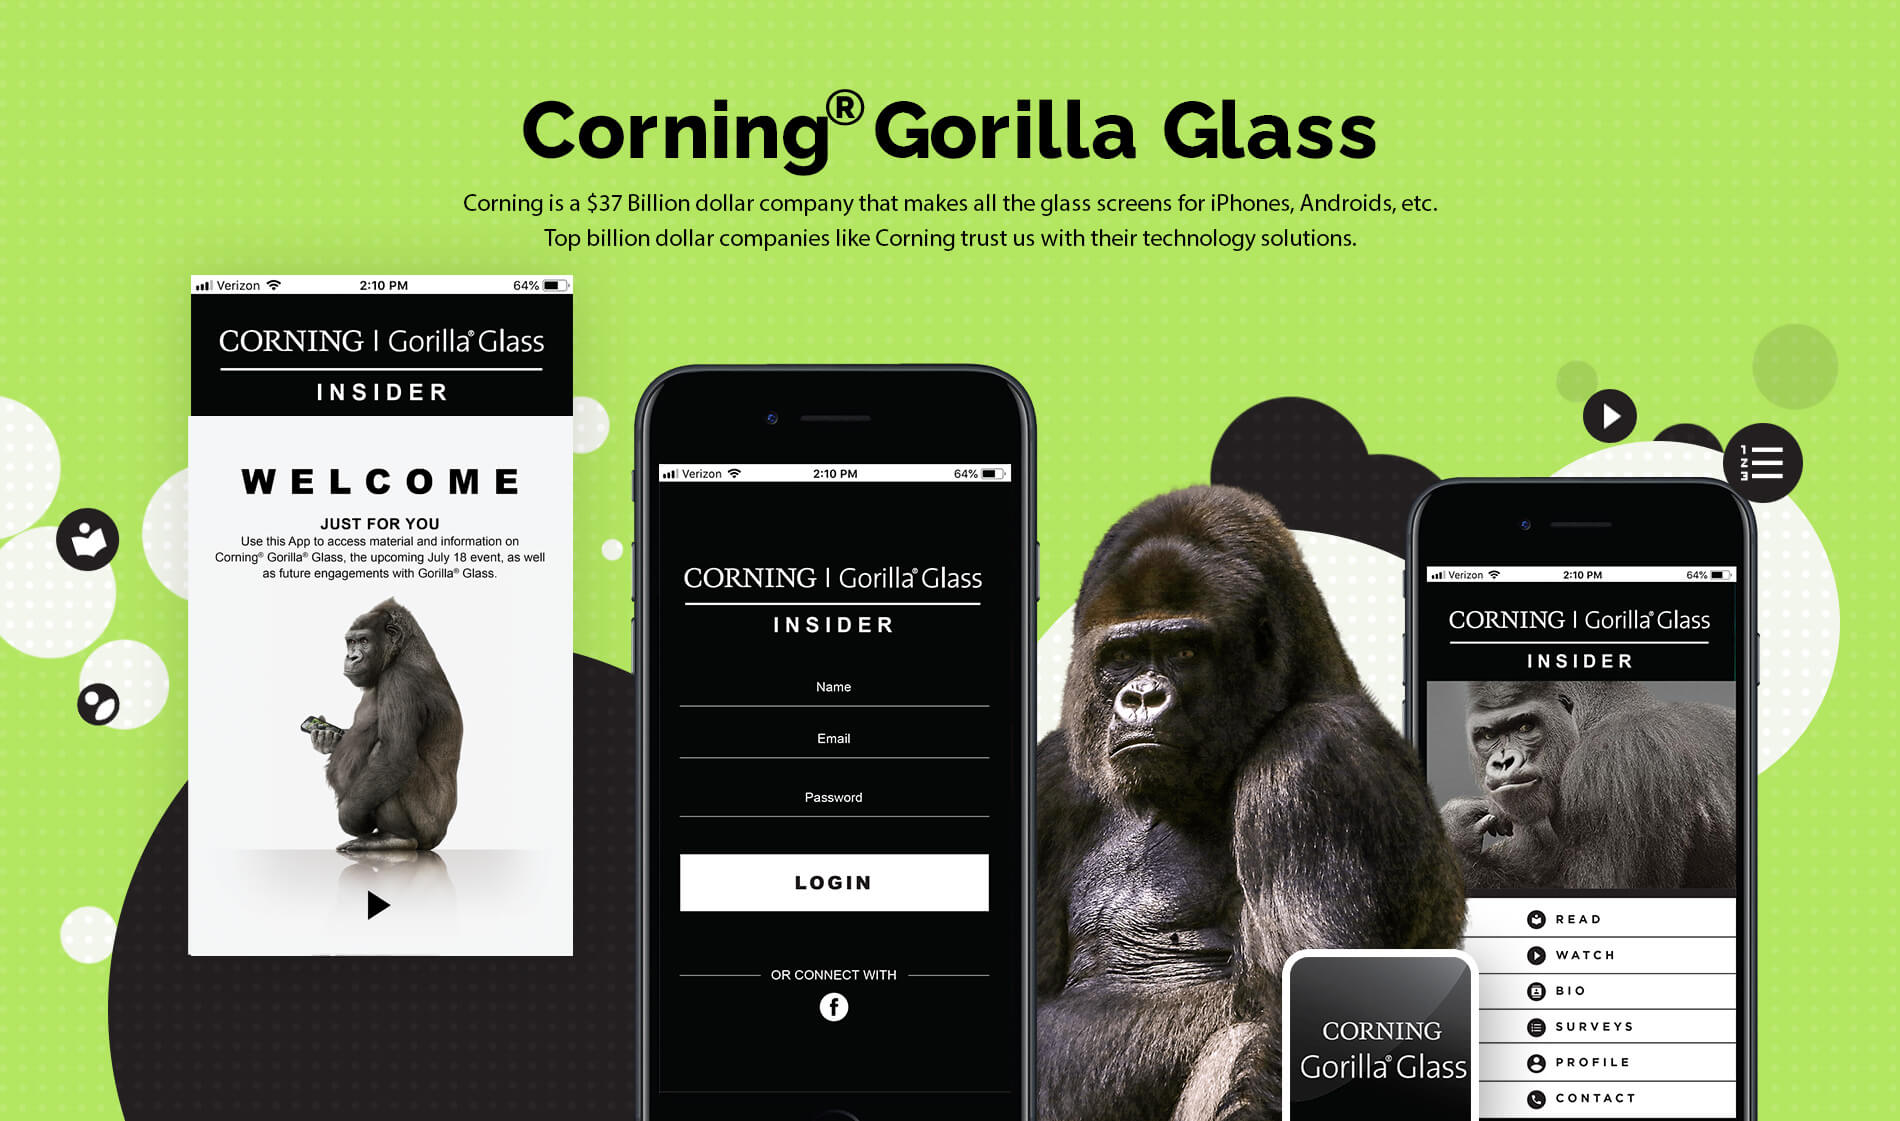 Corning® Gorilla Glass
Corning is a $37 Billion dollar company that makes all the glass screens for iPhones, Androids, etc.
Top billion dollar companies like Corning trust us with their technology solutions.
Verizon 2:10 PM 64%
CORNING | Gorilla® Glass
INSIDER
WELCOME
JUST FOR YOU
Use this App to access material and information on
Corning® Gorilla® Glass, the upcoming July 18 event, as well
as future engagements with Gorilla® Glass.
Verizon 2:10 PM 64%
CORNING | Gorilla® Glass
INSIDER
Name
Email
Password
LOGIN
OR CONNECT WITH
f
CORNING
Gorilla® Glass
1
2
3
Verizon 2:10 PM 64%
CORNING | Gorilla® Glass
INSIDER
READ
WATCH
BIO
SURVEYS
PROFILE
CONTACT